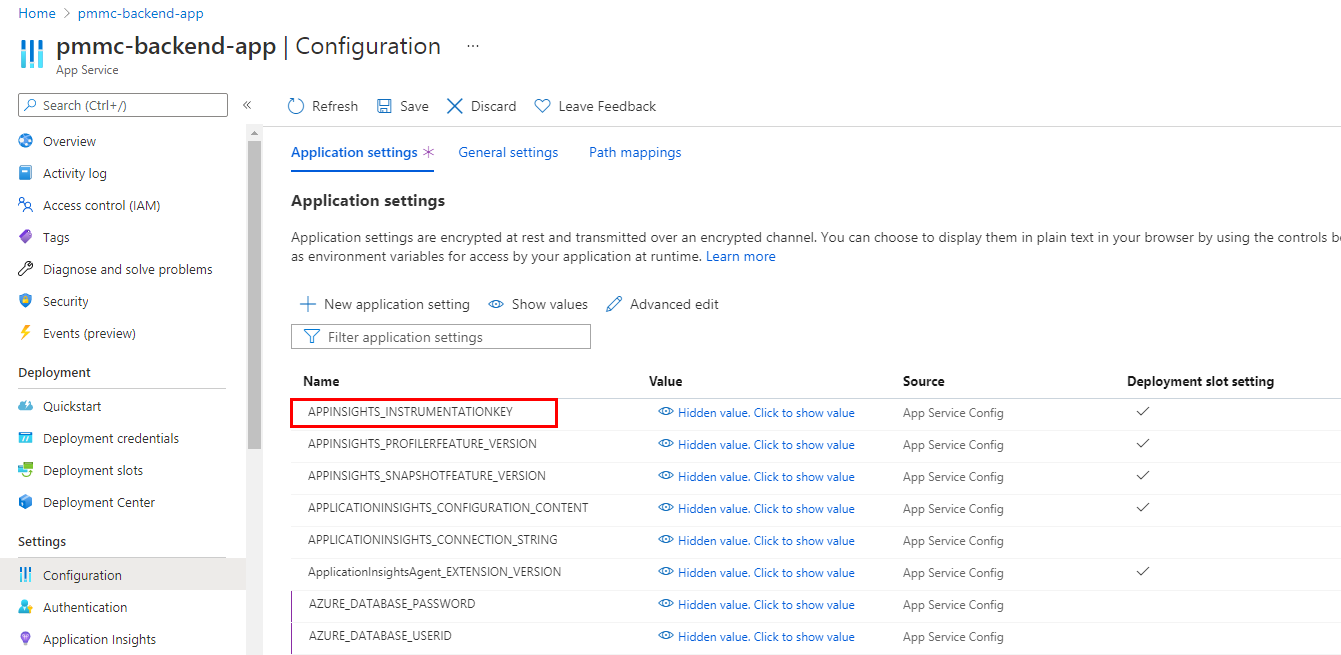 Home > pmmc-backend-app
pmmc-backend-app | Configuration ...
App Service
Search (Ctrl+/)
«
Overview
Activity log
Access control (IAM)
Tags
Diagnose and solve problems
Security
Events (preview)
Deployment
Quickstart
Deployment credentials
Deployment slots
Deployment Center
Settings
Configuration
Authentication
Application Insights
Refresh Save Discard Leave Feedback
Application settings * General settings Path mappings
Application settings
Application settings are encrypted at rest and transmitted over an encrypted channel. You can choose to display them in plain text in your browser by using the controls
as environment variables for access by your application at runtime. Learn more
New application setting Show values Advanced edit
Filter application settings
Name Value Source Deployment slot setting
APPINSIGHTS_INSTRUMENTATIONKEY Hidden value. Click to show value App Service Config
APPINSIGHTS_PROFILERFEATURE_VERSION Hidden value. Click to show value App Service Config
APPINSIGHTS_SNAPSHOTFEATURE_VERSION Hidden value. Click to show value App Service Config
APPLICATIONINSIGHTS_CONFIGURATION_CONTENT Hidden value. Click to show value App Service Config
APPLICATIONINSIGHTS_CONNECTION_STRING Hidden value. Click to show value App Service Config
ApplicationInsightsAgent_EXTENSION_VERSION Hidden value. Click to show value App Service Config
AZURE_DATABASE_PASSWORD Hidden value. Click to show value App Service Config
AZURE_DATABASE_USERID Hidden value. Click to show value App Service Config